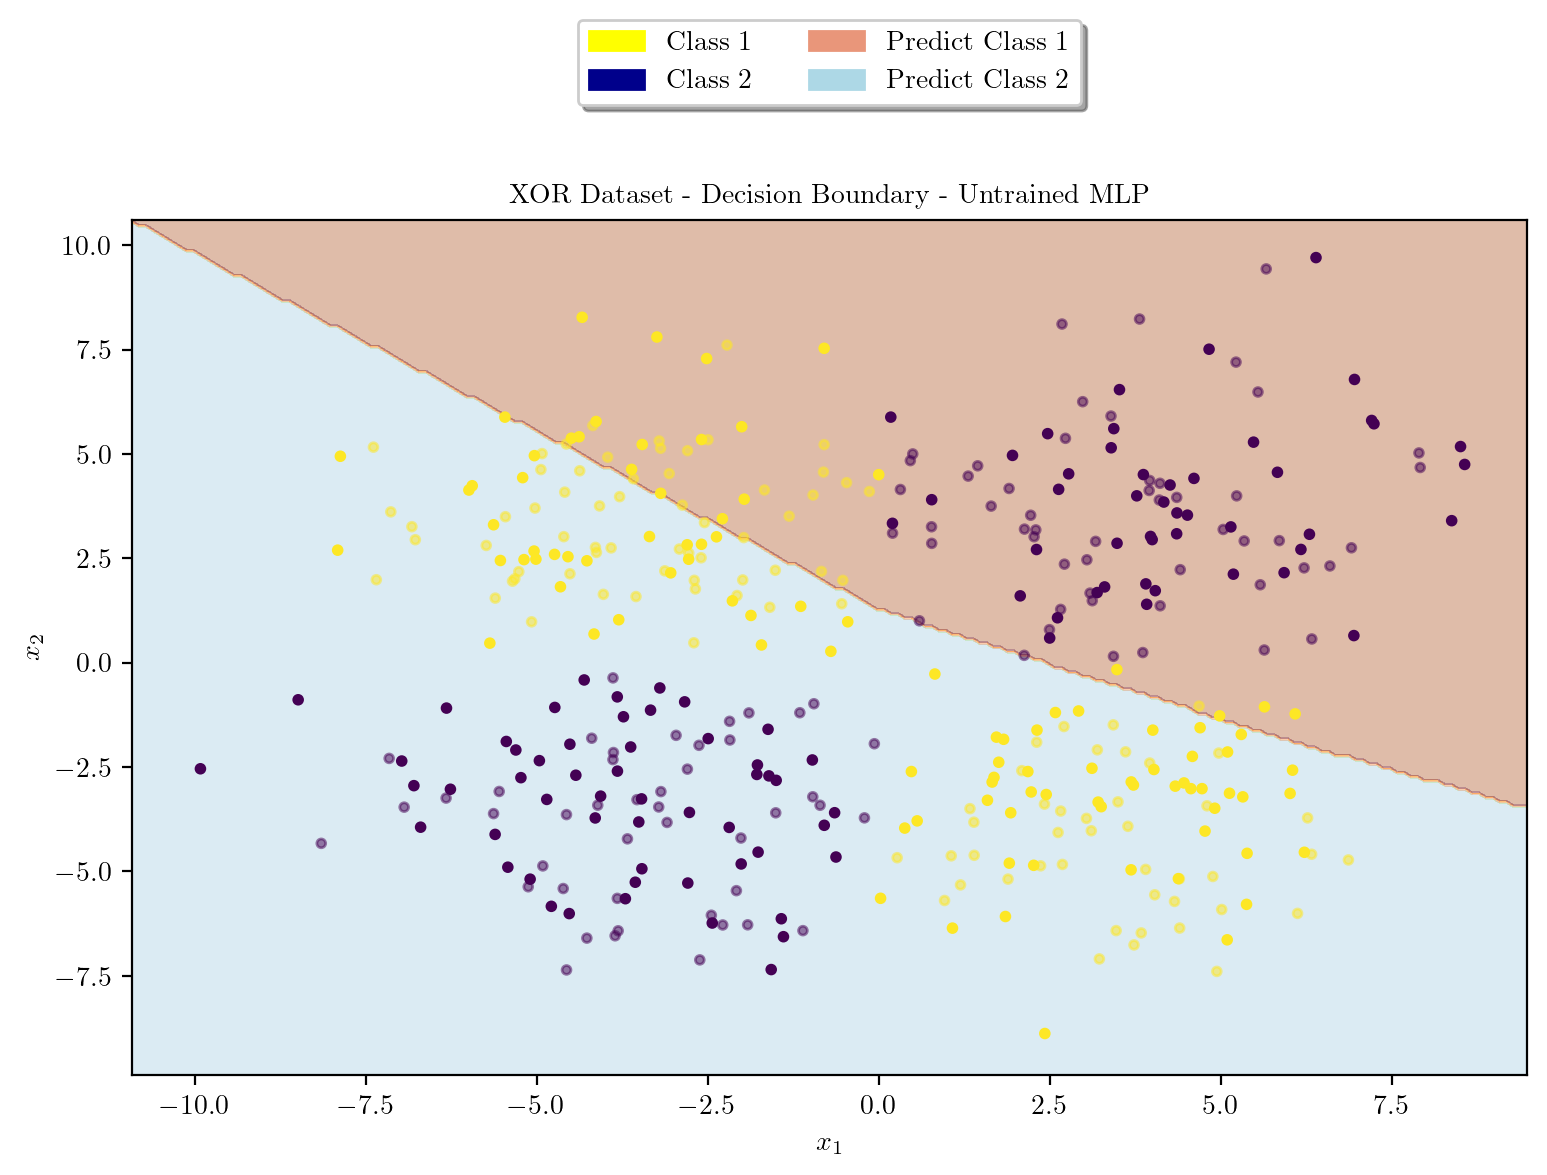 Class 1
Class 2
Predict Class 1
Predict Class 2
XOR Dataset - Decision Boundary - Untrained MLP
10.0
7.5
5.0
2.5
0.0
−2.5
−5.0
−7.5
x₂
−10.0 −7.5 −5.0 −2.5 0.0 2.5 5.0 7.5
x₁